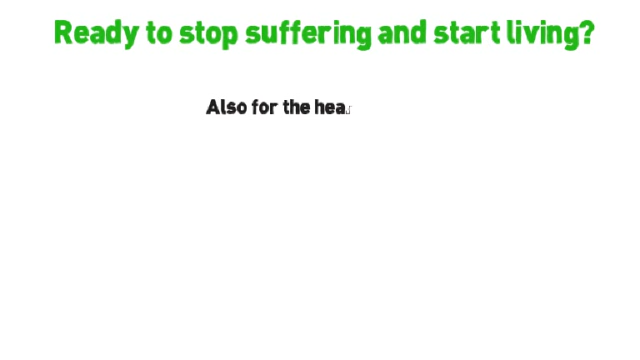 Ready to stop suffering and start living?
Also for the hea